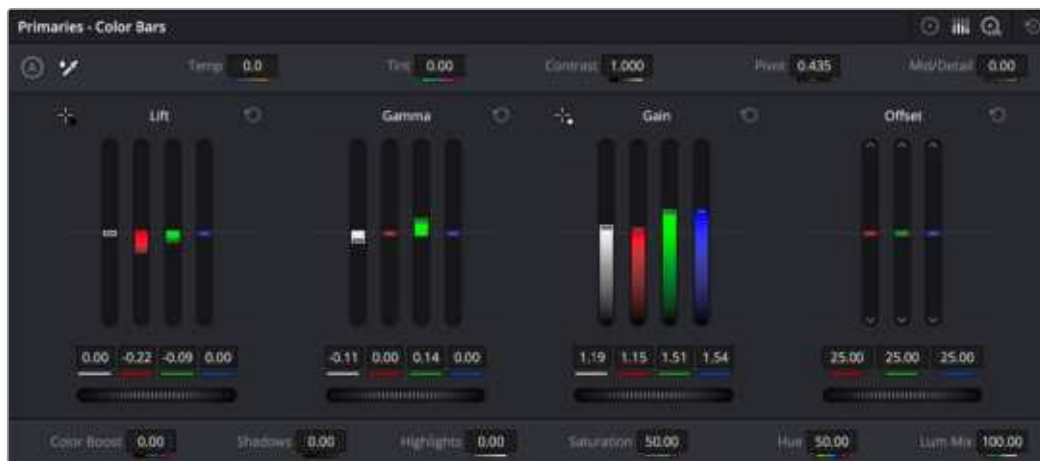 Primaries - Color Bars
A
Temp 0.0 Tint 0.00 Contrast 1.000 Pivot 0.435 Mid/Detail 0.00
Lift Gamma Gain Offset
0.00 -0.22 -0.09 0.00 -0.11 0.00 0.14 0.00 1.19 1.15 1.51 1.54 25.00 25.00 25.00
Color Boost 0.00 Shadows 0.00 Highlights 0.00 Saturation 50.00 Hue 50.00 Lum Mix 100.00